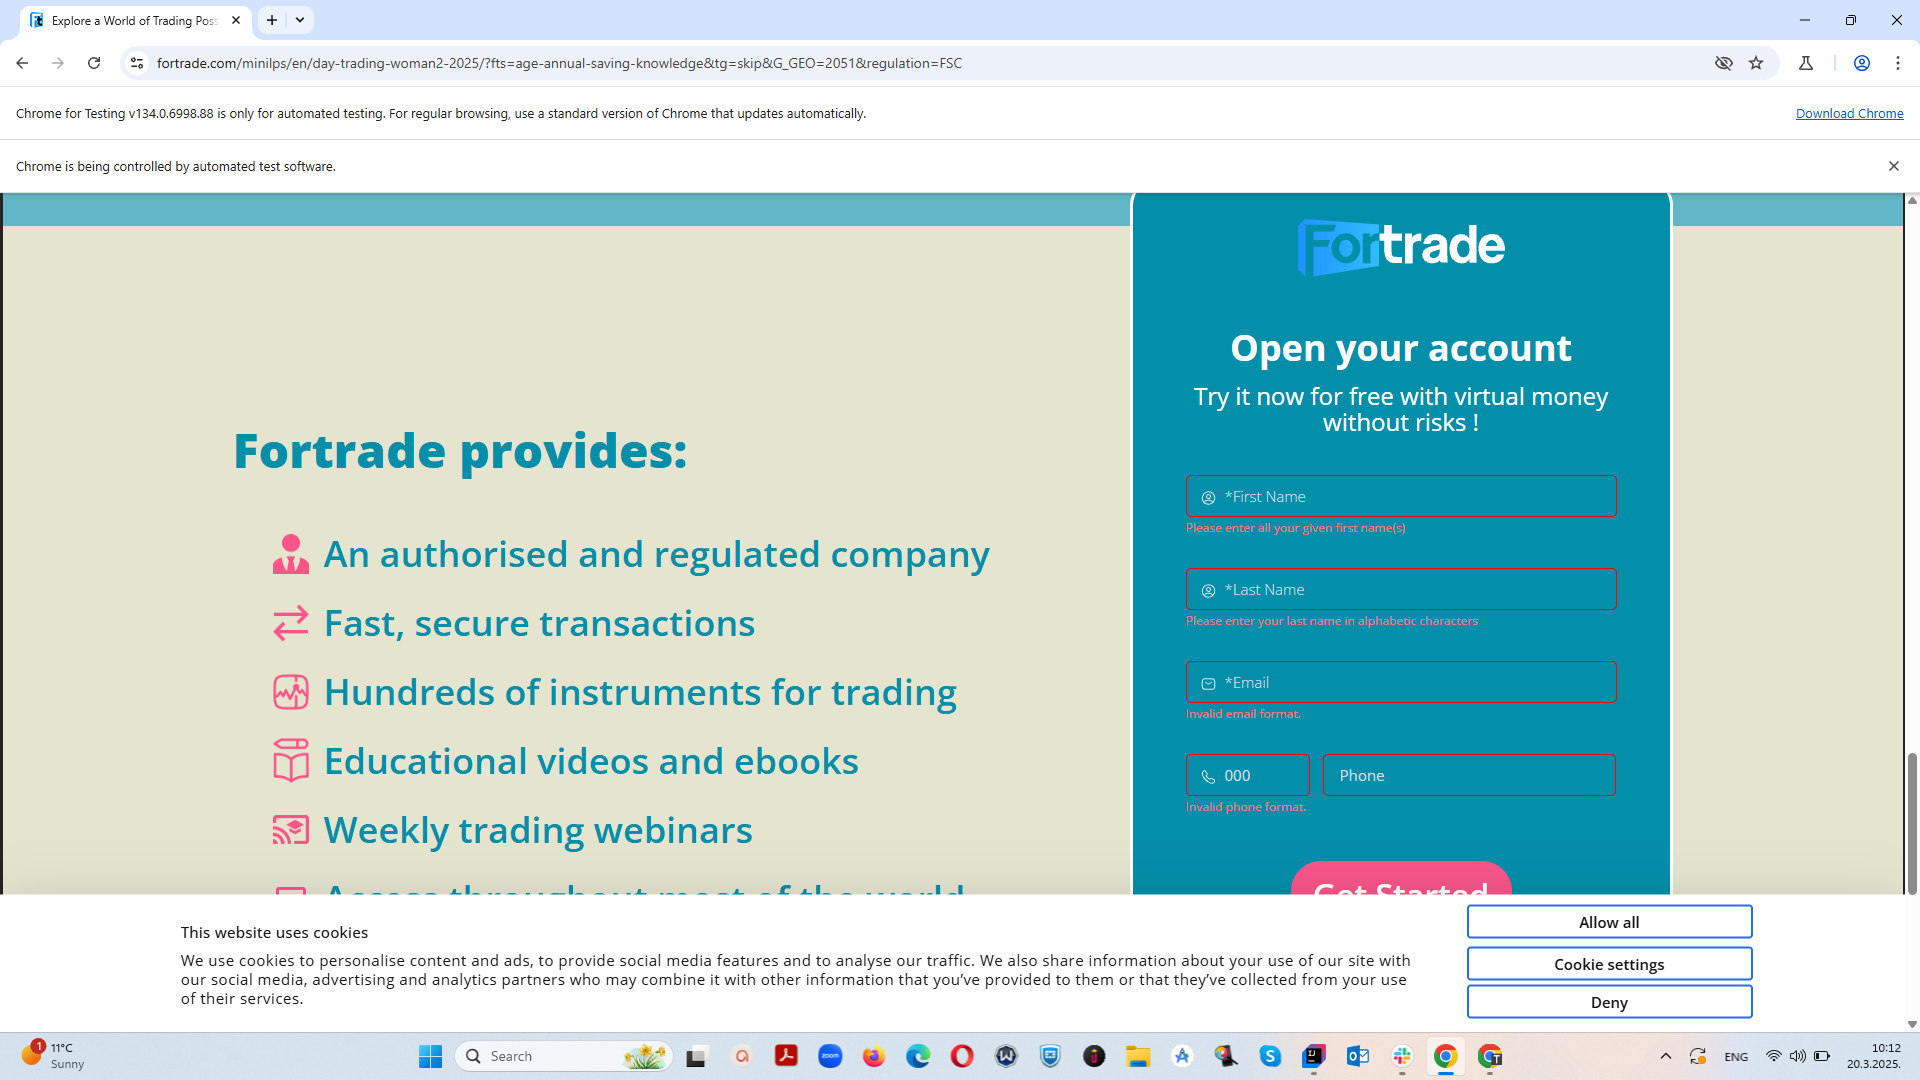 Explore a World of Trading Poss
fortrade.com/minilps/en/day-trading-woman2-2025/?fts=age-annual-saving-knowledge&tg=skip&G_GEO=2051&regulation=FSC
Chrome for Testing v134.0.6998.88 is only for automated testing. For regular browsing, use a standard version of Chrome that updates automatically.
Download Chrome
Chrome is being controlled by automated test software.
Fortrade
Open your account
Try it now for free with virtual money
without risks !
*First Name
Please enter all your given first name(s)
*Last Name
Please enter your last name in alphabetic characters
*Email
Invalid email format.
000
Phone
Invalid phone format.
Get Started
Fortrade provides:
An authorised and regulated company
Fast, secure transactions
Hundreds of instruments for trading
Educational videos and ebooks
Weekly trading webinars
Access throughout most of the world
This website uses cookies
We use cookies to personalise content and ads, to provide social media features and to analyse our traffic. We also share information about your use of our site with
our social media, advertising and analytics partners who may combine it with other information that you’ve provided to them or that they’ve collected from your use
of their services.
Allow all
Cookie settings
Deny
1
11°C
Sunny
Search
zoom
ENG
10:12
20.3.2025.